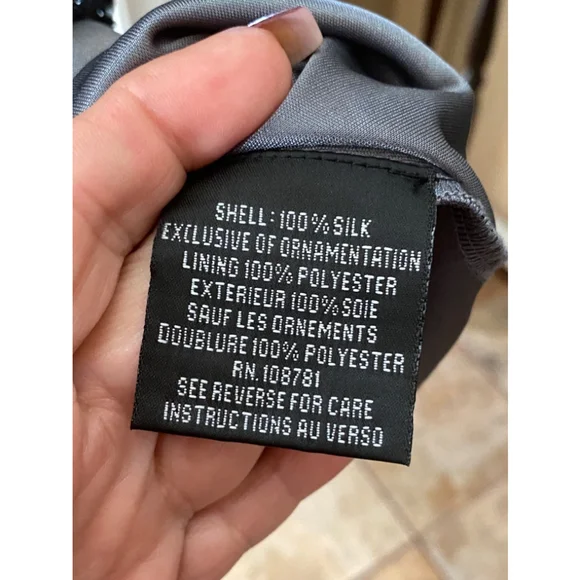 SHELL: 100% SILK
EXCLUSIVE OF ORNAMENTATION
LINING 100% POLYESTER
EXTERIEUR 100% SOIE
SAUF LES ORNEMENTS
DOUBLURE 100% POLYESTER
RN.108781
SEE REVERSE FOR CARE
INSTRUCTIONS AU VERSO